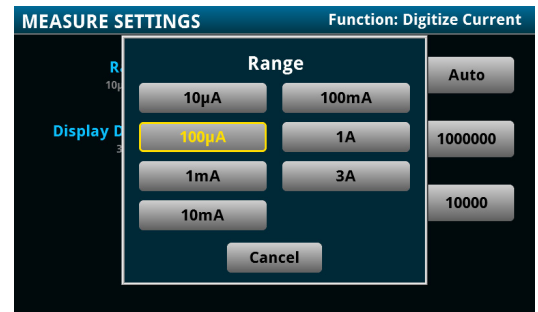 MEASURE SETTINGS Function: Digitize Current
Range
Auto
10µA 100mA
Display D
100µA 1A
1000000
1mA 3A
10mA
10000
Cancel